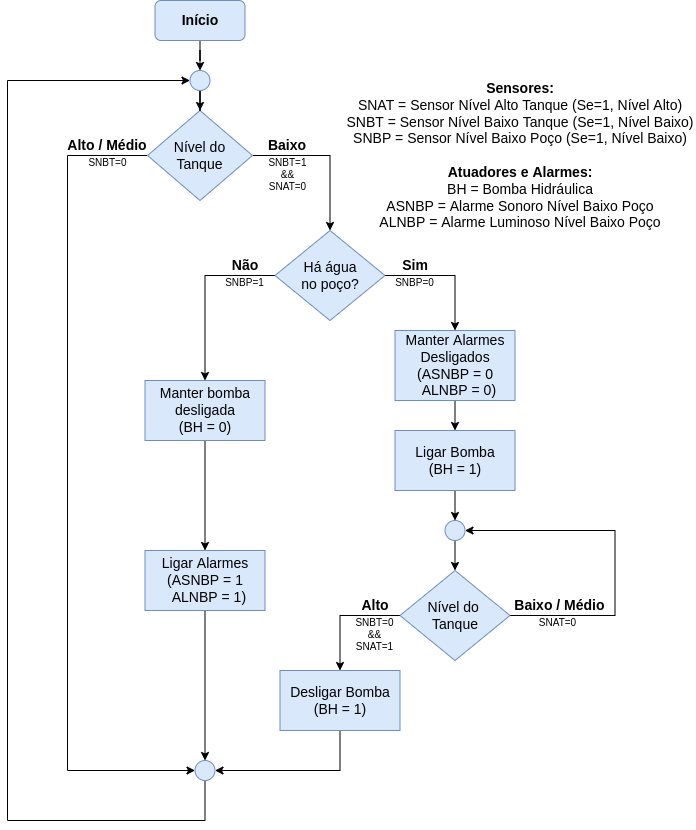 Início
Sensores:
SNAT = Sensor Nível Alto Tanque (Se=1, Nível Alto)
SNBT = Sensor Nível Baixo Tanque (Se=1, Nível Baixo)
SNBP = Sensor Nível Baixo Poço (Se=1, Nível Baixo)
Atuadores e Alarmes:
BH = Bomba Hidráulica
ASNBP = Alarme Sonoro Nível Baixo Poço
ALNBP = Alarme Luminoso Nível Baixo Poço
Alto / Médio
SNBT=0
Nível do
Tanque
Baixo
SNBT=1
&&
SNAT=0
Não
SNBP=1
Há água
no poço?
Sim
SNBP=0
Manter Alarmes
Desligados
(ASNBP = 0
ALNBP = 0)
Manter bomba
desligada
(BH = 0)
Ligar Bomba
(BH = 1)
Ligar Alarmes
(ASNBP = 1
ALNBP = 1)
Alto
SNBT=0
&&
SNAT=1
Nível do
Tanque
Baixo / Médio
SNAT=0
Desligar Bomba
(BH = 1)